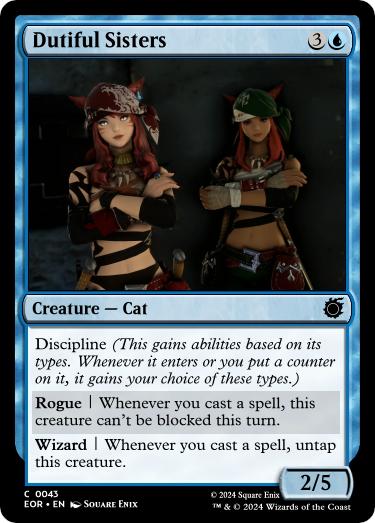 Dutiful Sisters 3
Creature — Cat
Discipline (This gains abilities based on its
types. Whenever it enters or you put a counter
on it, it gains your choice of these types.)
Rogue | Whenever you cast a spell, this
creature can't be blocked this turn.
Wizard | Whenever you cast a spell, untap
this creature.
2/5
C 0043
EOR • EN Square Enix
© 2024 Square Enix
™ & © 2024 Wizards of the Coast